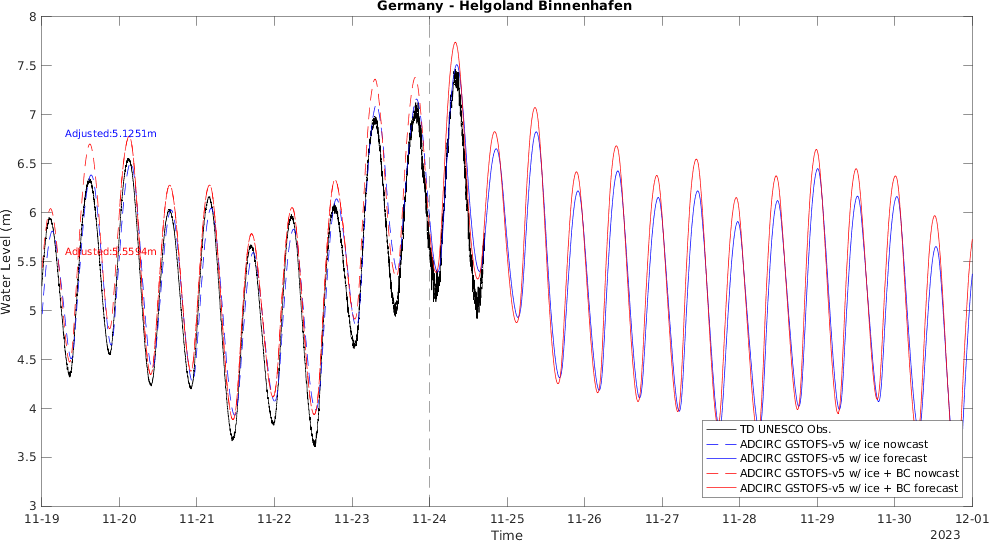 Germany - Helgoland Binnenhafen
Water Level (m)
8
7.5
7
6.5
6
5.5
5
4.5
4
3.5
3
Adjusted:5.1251m
Adjusted:5.5594m
TD UNESCO Obs.
ADCIRC GSTOFS-v5 w/ ice nowcast
ADCIRC GSTOFS-v5 w/ ice forecast
ADCIRC GSTOFS-v5 w/ ice + BC nowcast
ADCIRC GSTOFS-v5 w/ ice + BC forecast
11-19 11-20 11-21 11-22 11-23 11-24 11-25 11-26 11-27 11-28 11-29 11-30 12-01
Time
2023